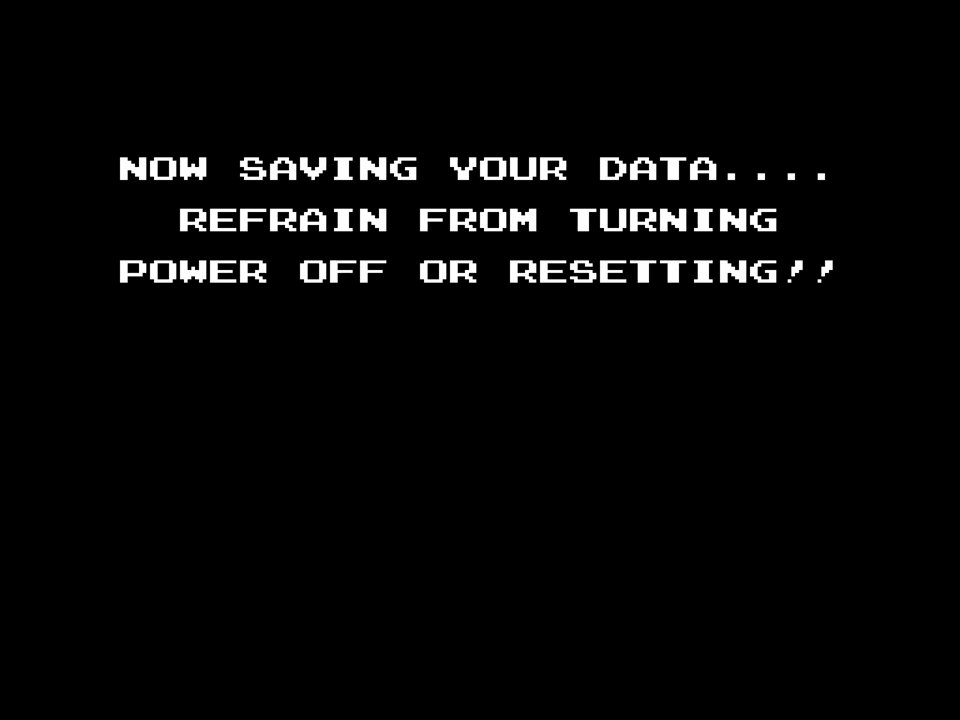 NOW SAVING YOUR DATA....
REFRAIN FROM TURNING
POWER OFF OR RESETTING!!